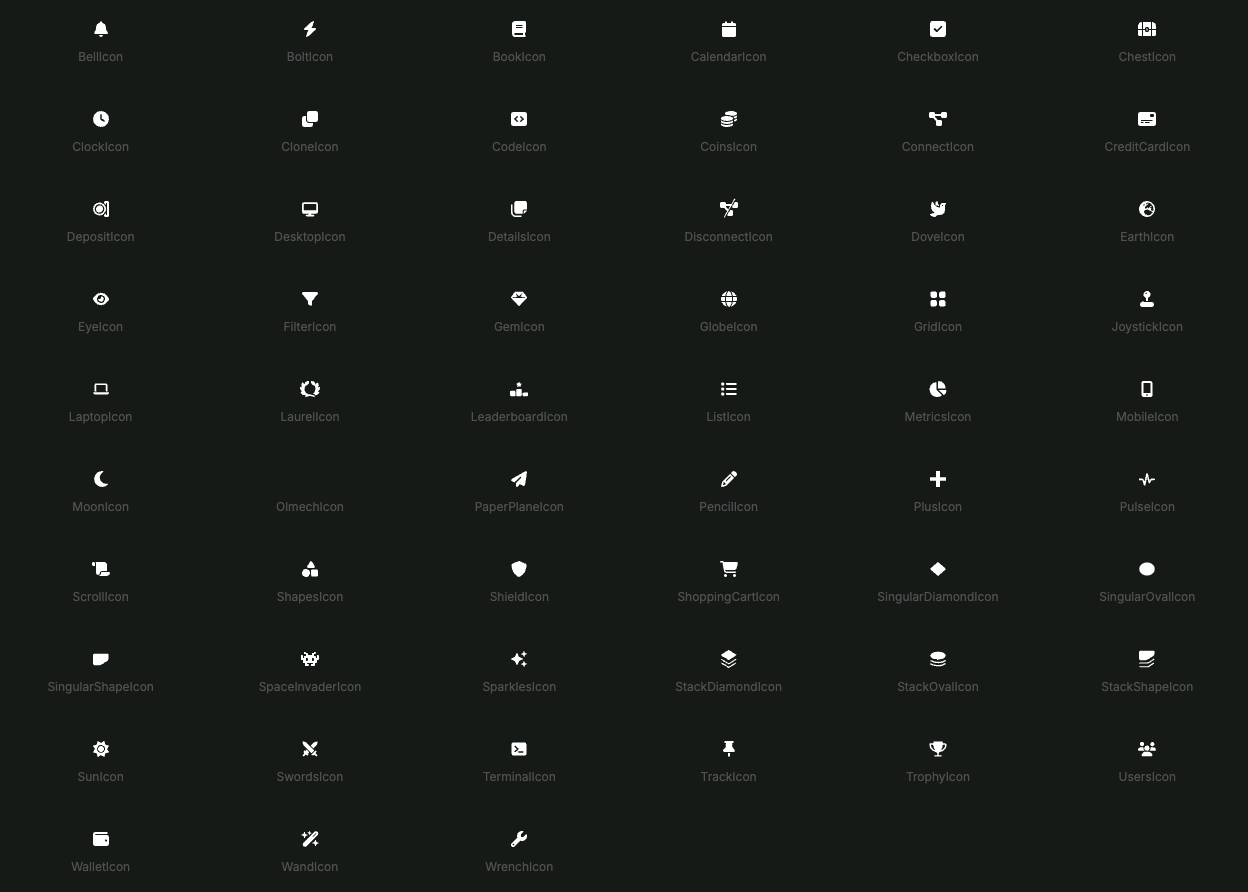 BellIcon BoltIcon BookIcon CalendarIcon CheckboxIcon ChestIcon
ClockIcon CloneIcon CodeIcon CoinsIcon ConnectIcon CreditCardIcon
DepositIcon DesktopIcon DetailsIcon DisconnectIcon DoveIcon EarthIcon
EyeIcon FilterIcon GemIcon GlobeIcon GridIcon JoystickIcon
LaptopIcon LaurelIcon LeaderboardIcon ListIcon MetricsIcon MobileIcon
MoonIcon OlmechIcon PaperPlaneIcon PencilIcon PlusIcon PulseIcon
ScrollIcon ShapesIcon ShieldIcon ShoppingCartIcon SingularDiamondIcon SingularOvalIcon
SingularShapeIcon SpaceInvaderIcon SparklesIcon StackDiamondIcon StackOvalIcon StackShapeIcon
SunIcon SwordsIcon TerminalIcon TrackIcon TrophyIcon UsersIcon
WalletIcon WandIcon WrenchIcon